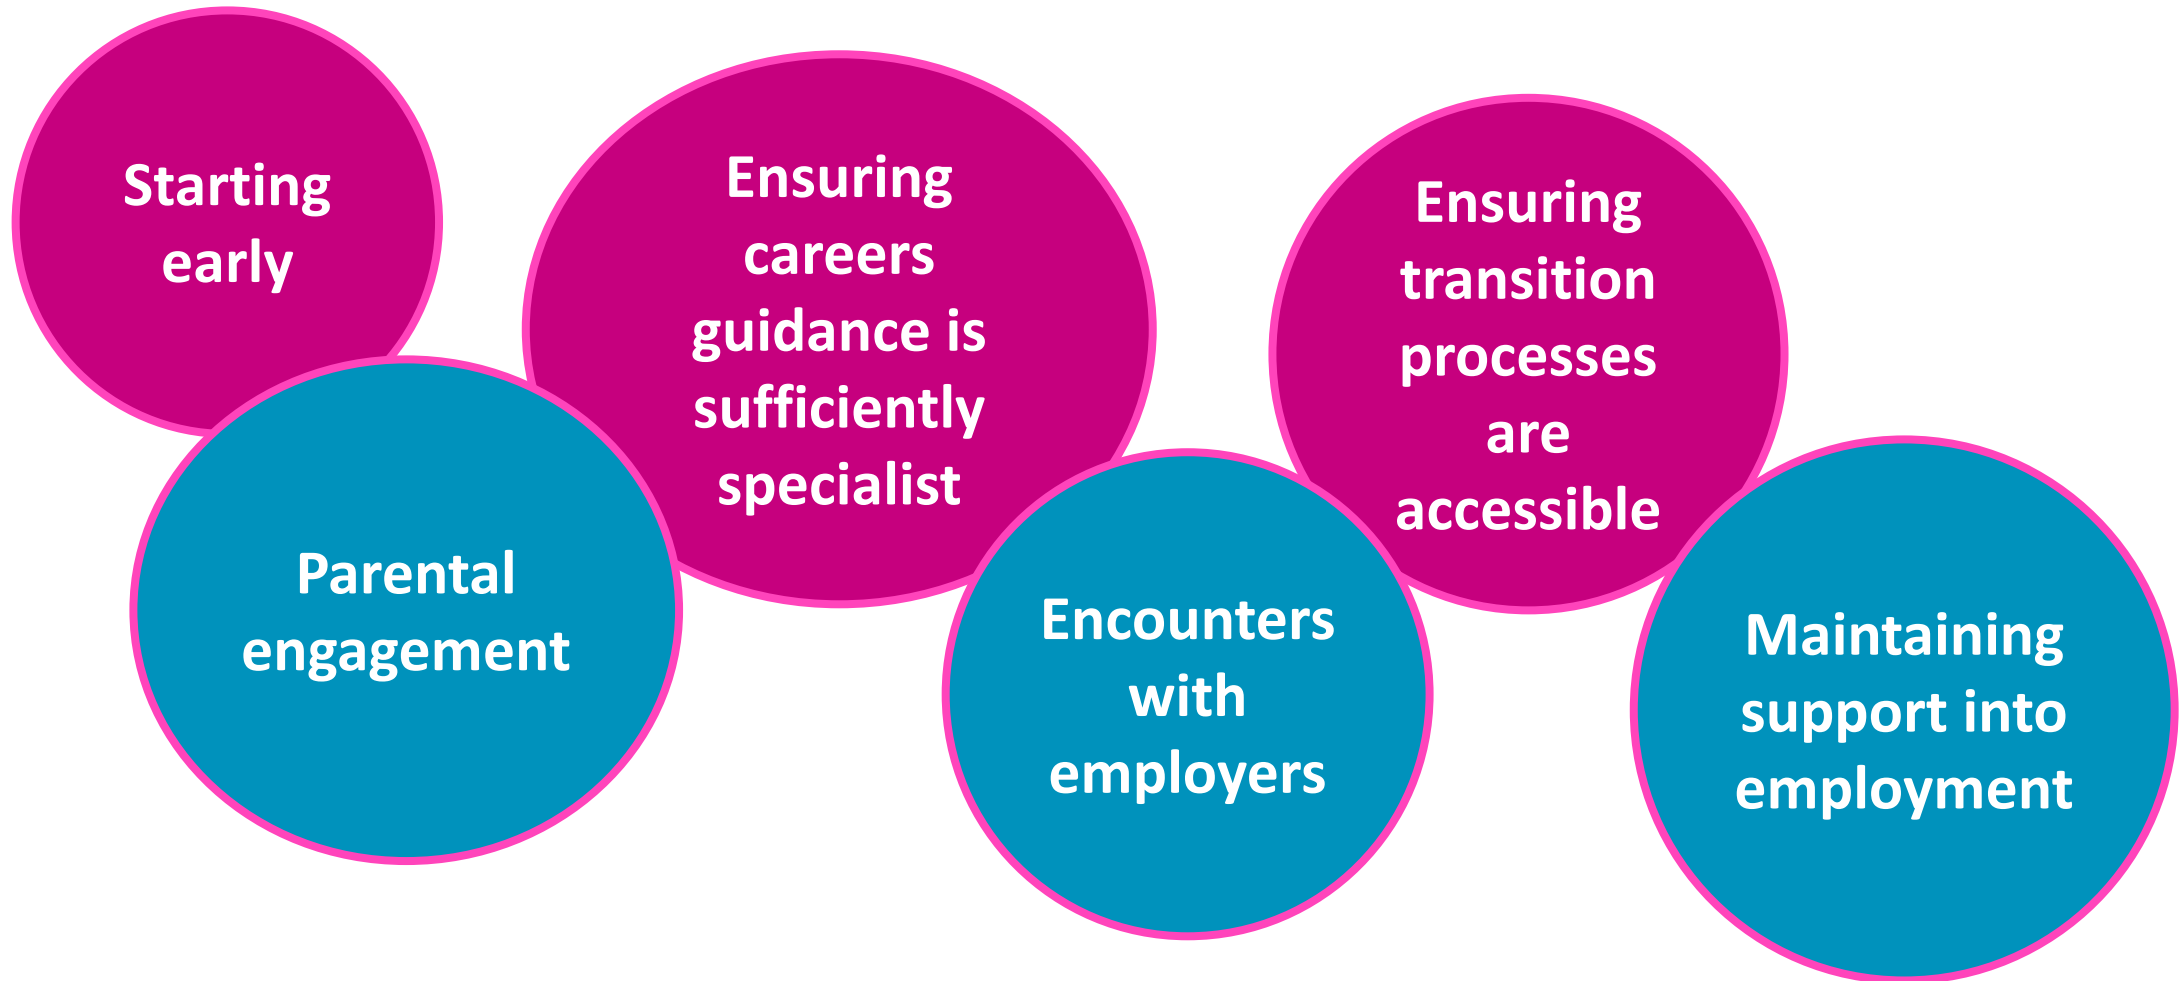 Starting
early
Parental
engagement
Ensuring
careers
guidance is
sufficiently
specialist
Encounters
with
employers
Ensuring
transition
processes
are
accessible
Maintaining
support into
employment